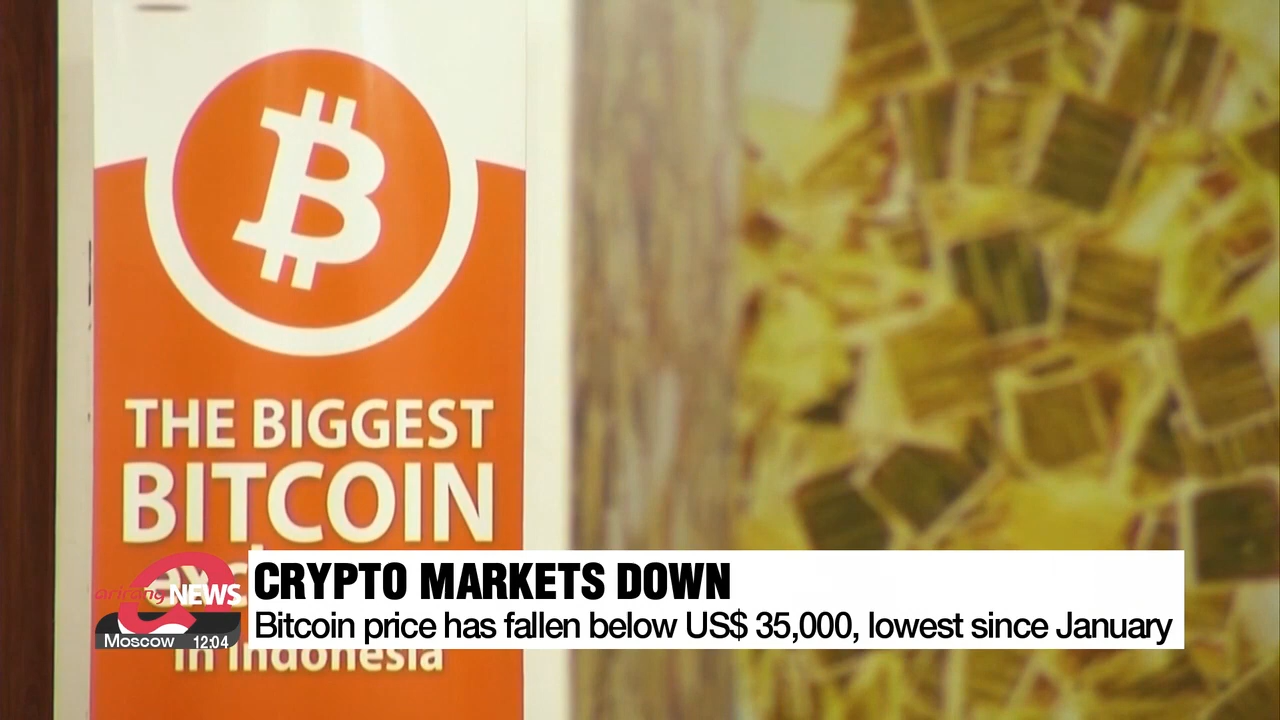 THE BIGGEST
BITCOIN
in Indonesia
arirang NEWS
Moscow 12:04
CRYPTO MARKETS DOWN
Bitcoin price has fallen below US$ 35,000, lowest since January